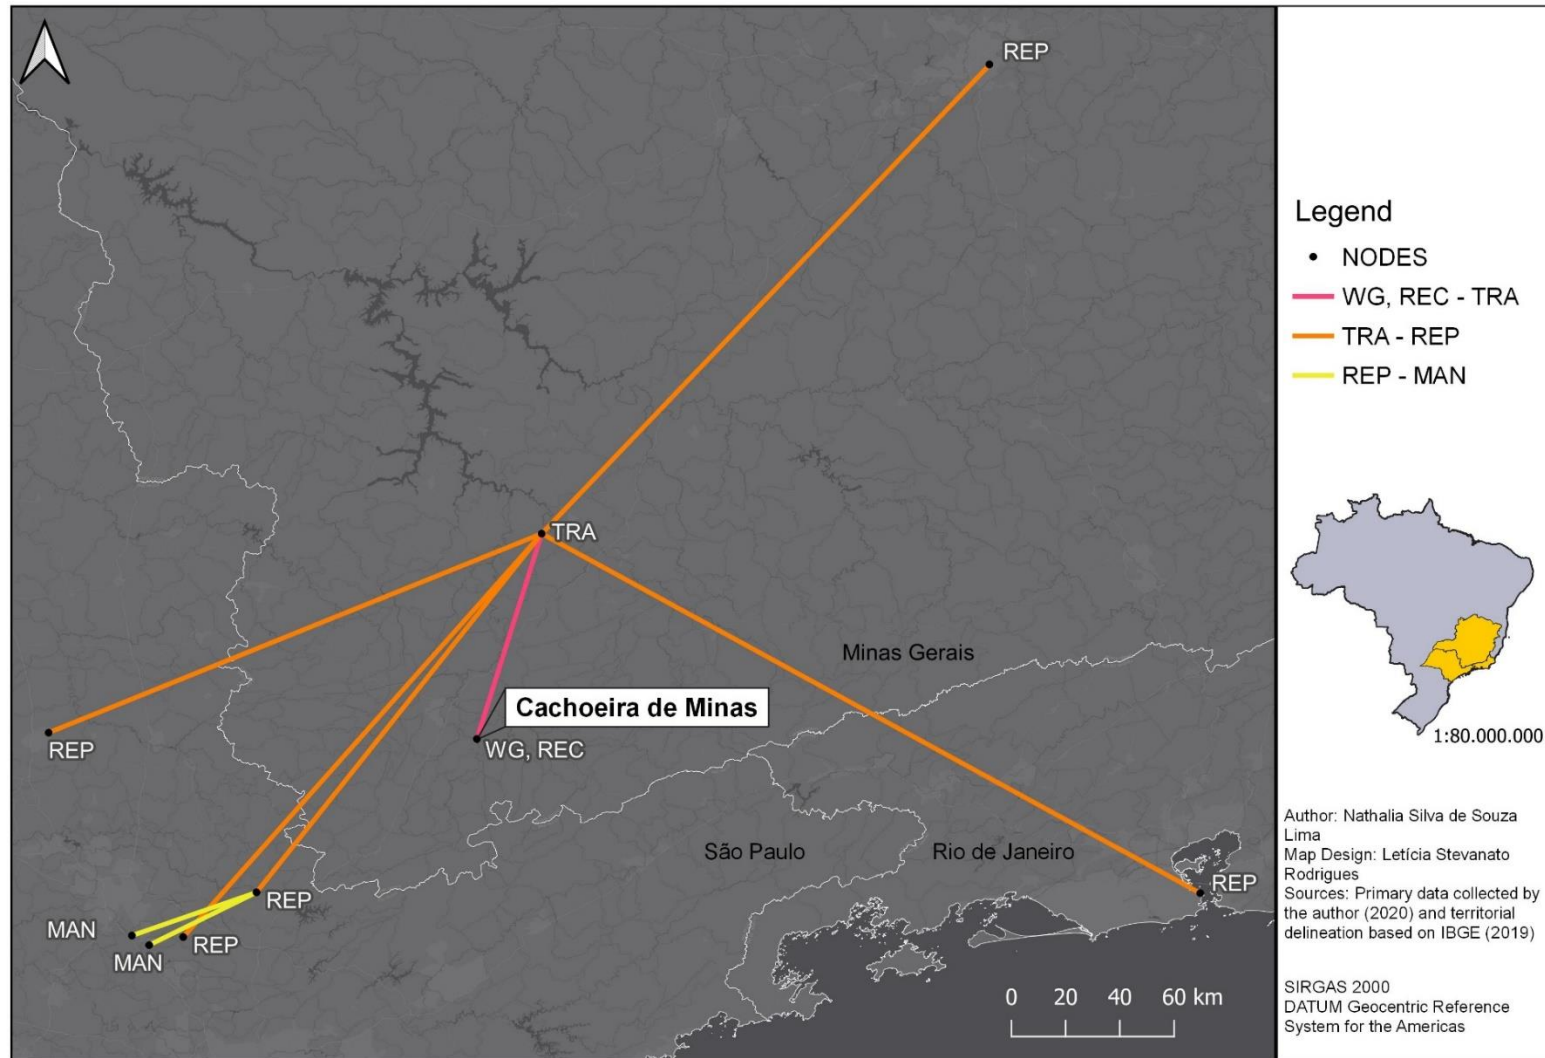 REP
TRA
Minas Gerais
Cachoeira de Minas
REP
WG, REC
São Paulo
Rio de Janeiro
REP
REP
MAN
REP
MAN
0 20 40 60 km
Legend
NODES
WG, REC - TRA
TRA - REP
REP - MAN
1:80.000.000
Author: Nathalia Silva de Souza
Lima
Map Design: Letícia Stevanato
Rodrigues
Sources: Primary data collected by
the author (2020) and territorial
delineation based on IBGE (2019)
SIRGAS 2000
DATUM Geocentric Reference
System for the Americas